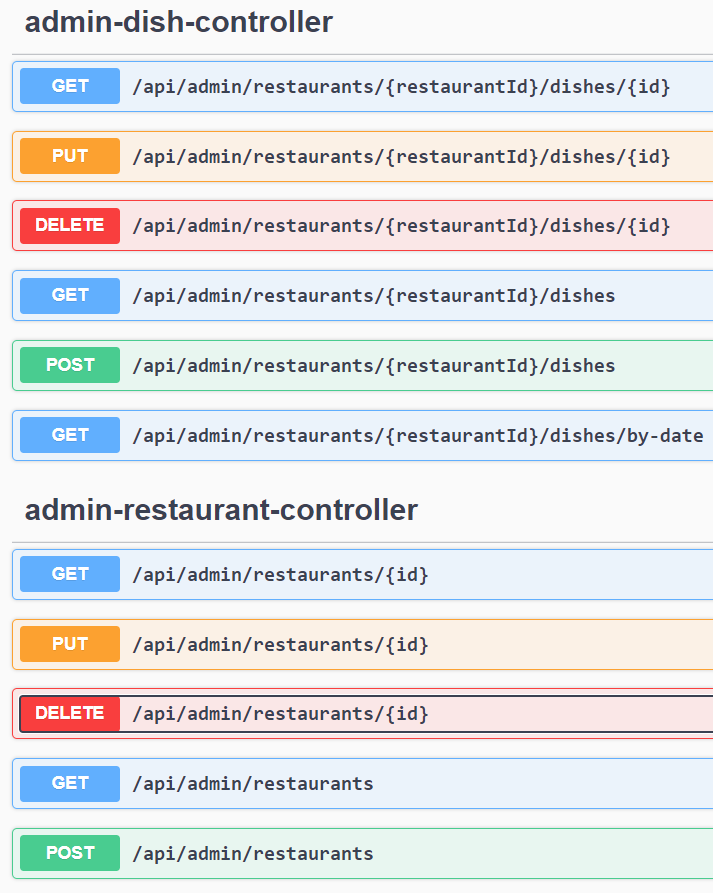 admin-dish-controller
GET /api/admin/restaurants/{restaurantId}/dishes/{id}
PUT /api/admin/restaurants/{restaurantId}/dishes/{id}
DELETE /api/admin/restaurants/{restaurantId}/dishes/{id}
GET /api/admin/restaurants/{restaurantId}/dishes
POST /api/admin/restaurants/{restaurantId}/dishes
GET /api/admin/restaurants/{restaurantId}/dishes/by-date
admin-restaurant-controller
GET /api/admin/restaurants/{id}
PUT /api/admin/restaurants/{id}
DELETE /api/admin/restaurants/{id}
GET /api/admin/restaurants
POST /api/admin/restaurants